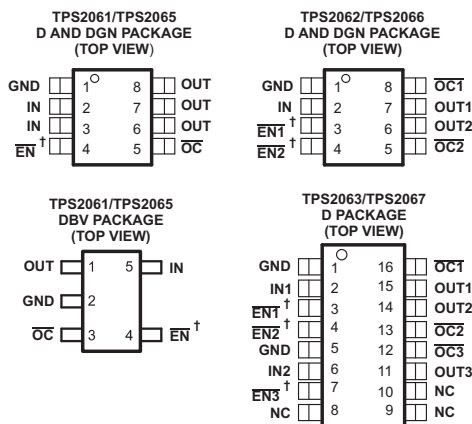 TPS2061/TPS2065
D AND DGN PACKAGE
(TOP VIEW)
GND 1 8 OUT
IN 2 7 OUT
IN 3 6 OUT
EN† 4 5 OC
TPS2062/TPS2066
D AND DGN PACKAGE
(TOP VIEW)
GND 1 8 OC1
IN 2 7 OUT1
EN1† 3 6 OUT2
EN2† 4 5 OC2
TPS2061/TPS2065
DBV PACKAGE
(TOP VIEW)
OUT 1 5 IN
GND 2
OC 3 4 EN†
TPS2063/TPS2067
D PACKAGE
(TOP VIEW)
GND 1 16 OC1
IN1 2 15 OUT1
EN1† 3 14 OUT2
EN2† 4 13 OC2
GND 5 12 OC3
IN2 6 11 OUT3
EN3† 7 10 NC
NC 8 9 NC